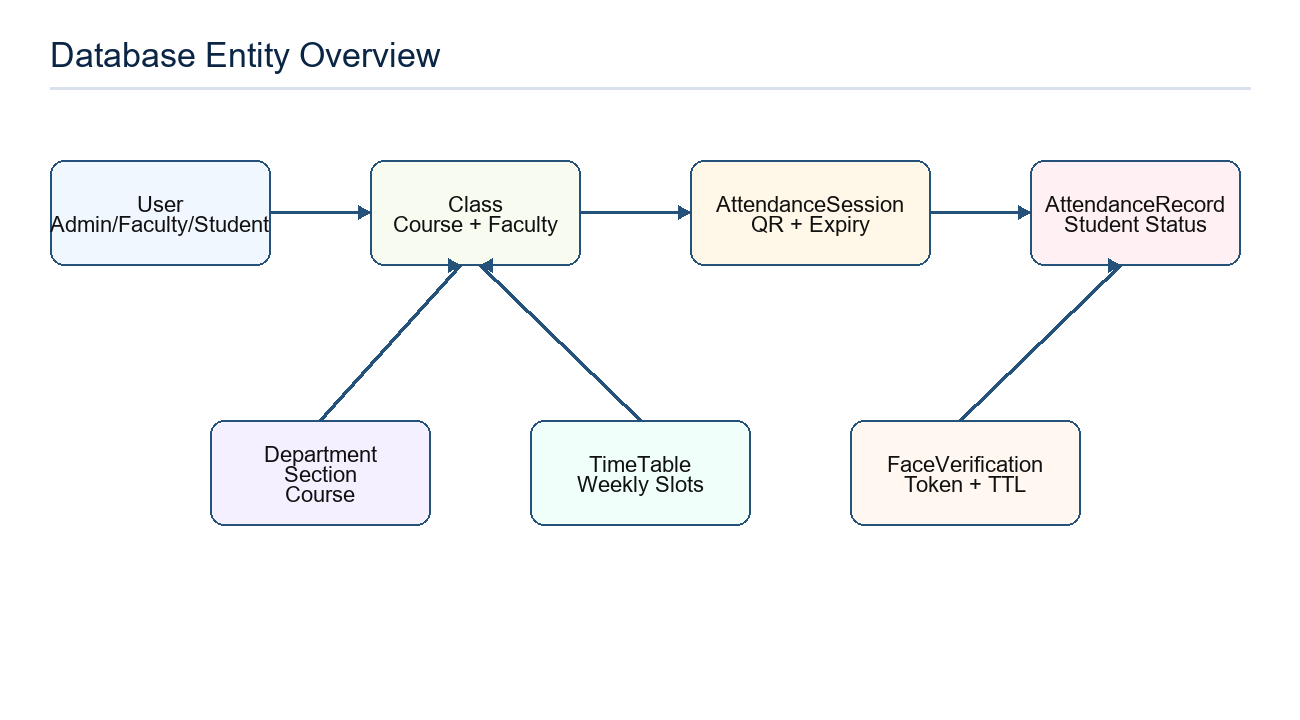 Database Entity Overview
User
Admin/Faculty/Student
Class
Course + Faculty
AttendanceSession
QR + Expiry
AttendanceRecord
Student Status
Department
Section
Course
TimeTable
Weekly Slots
FaceVerification
Token + TTL